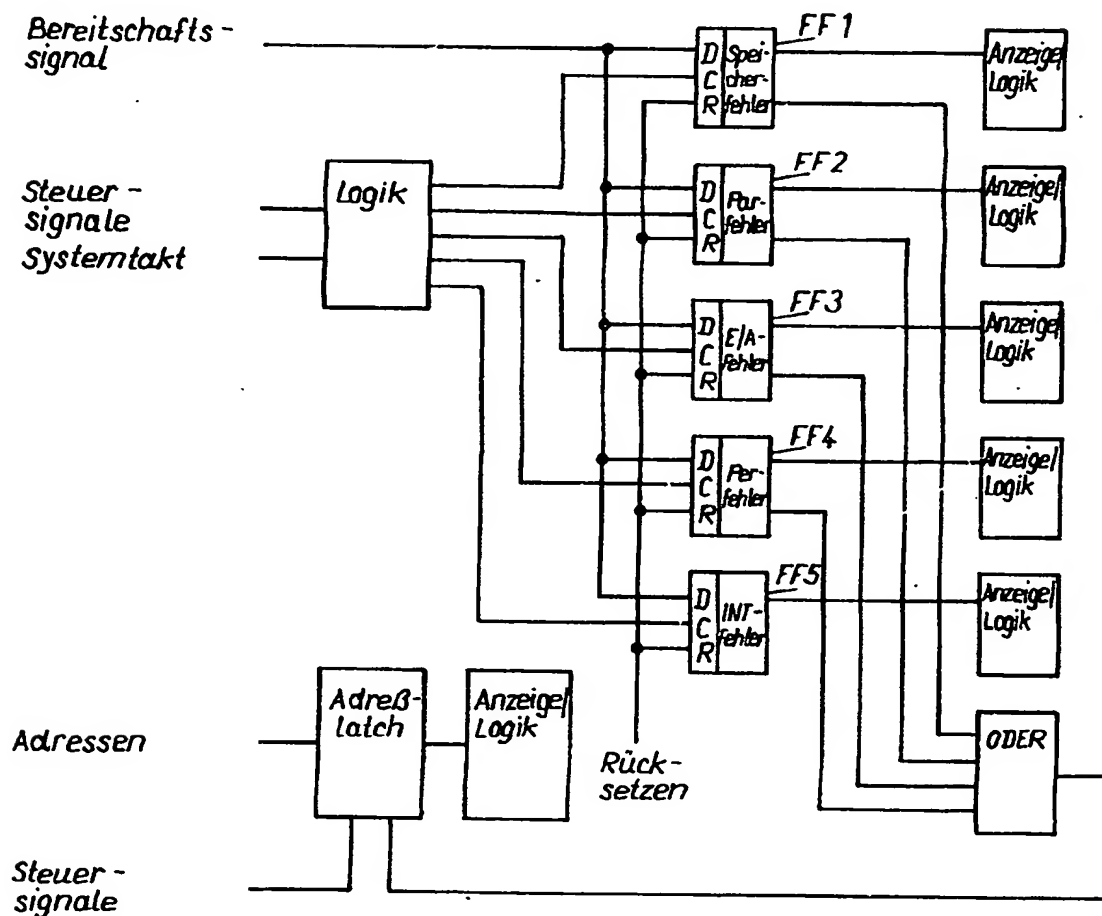 Bereitschafts-
signal
FF1
D
C
R
Spei-
cher-
fehler
Anzeige/
Logik
Steuer-
signale
Systemtakt
Logik
FF2
D
C
R
Par-
fehler
Anzeige/
Logik
FF3
D
C
R
E/A-
Fehler
Anzeige/
Logik
FF4
D
C
R
Per-
fehler
Anzeige/
Logik
FF5
D
C
R
INT-
Fehler
Anzeige/
Logik
Adressen
Adreß-
latch
Anzeige/
Logik
Rück-
setzen
ODER
Steuer-
signale